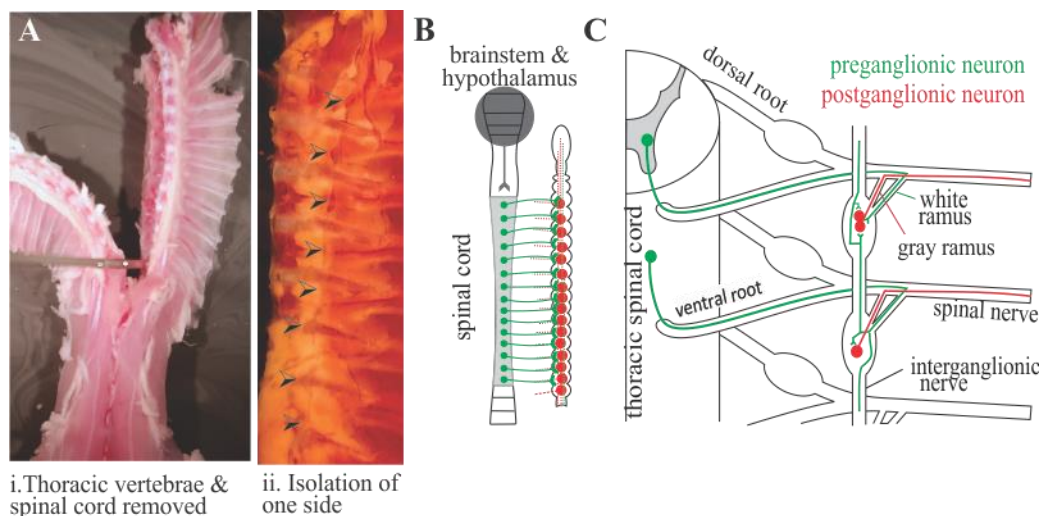 A
B
C
brainstem &
hypothalamus
spinal cord
dorsal root
preganglionic neuron
postganglionic neuron
white
ramus
gray ramus
thoracic spinal cord
ventral root
spinal nerve
interganglionic
nerve
i.Thoracic vertebrae &
spinal cord removed
ii. Isolation of
one side